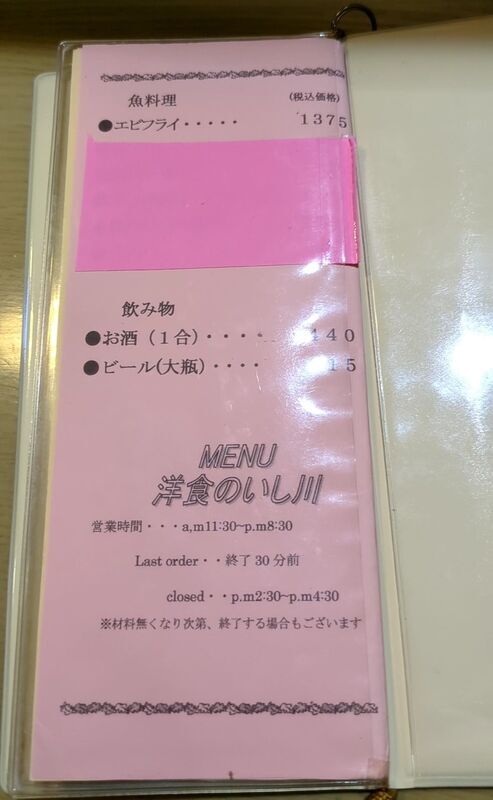 魚料理
(税込価格)
●エビフライ・・・・・ 1375
飲み物
●お酒（１合）・・・・ 440
●ビール(大瓶)・・・・
MENU
洋食のいし川
営業時間・・・a,m11:30~p.m8:30
Last order・・終了 30 分前
closed・・p.m2:30~p.m4:30
※材料無くなり次第、終了する場合もございます